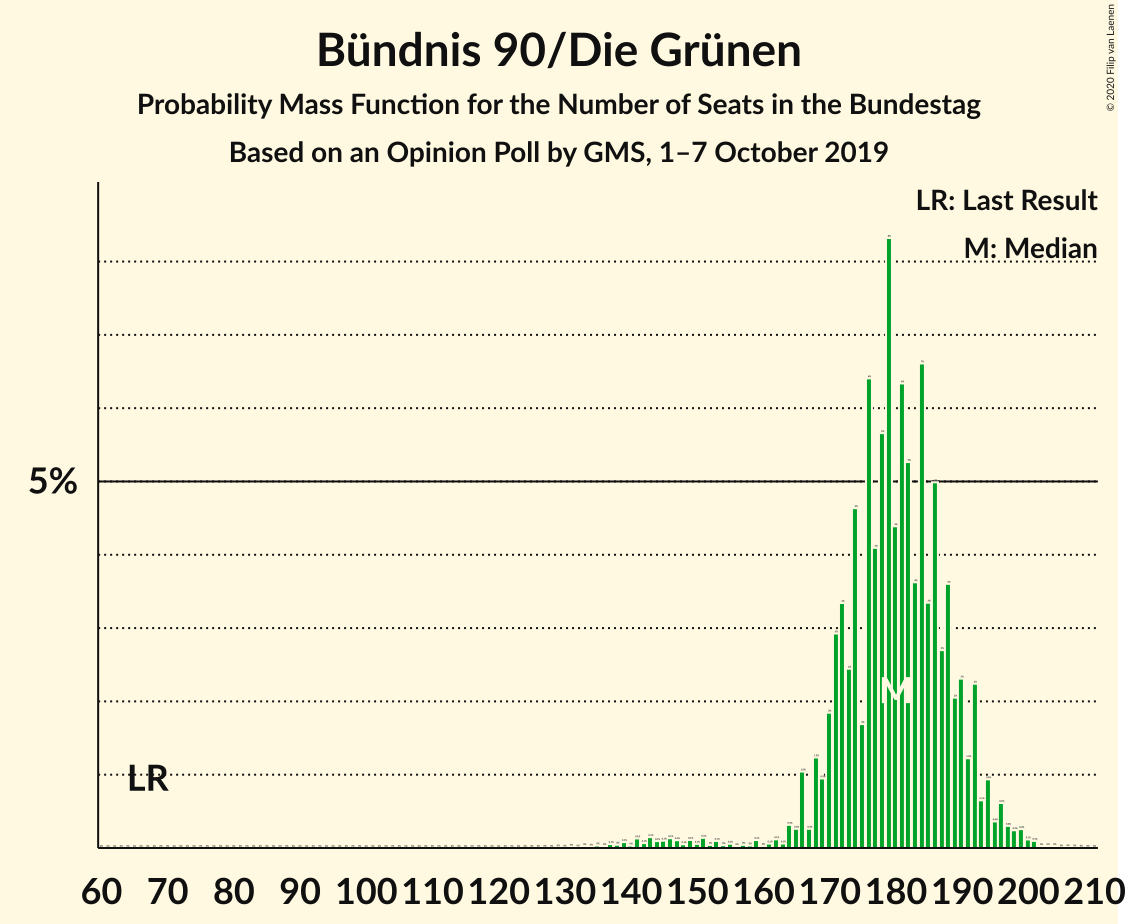 Bündnis 90/Die Grünen
Probability Mass Function for the Number of Seats in the Bundestag
Based on an Opinion Poll by GMS, 1–7 October 2019
© 2020 Filip van Laenen
LR: Last Result
M: Median
5%
LR
M
60 70 80 90 100 110 120 130 140 150 160 170 180 190 200 210